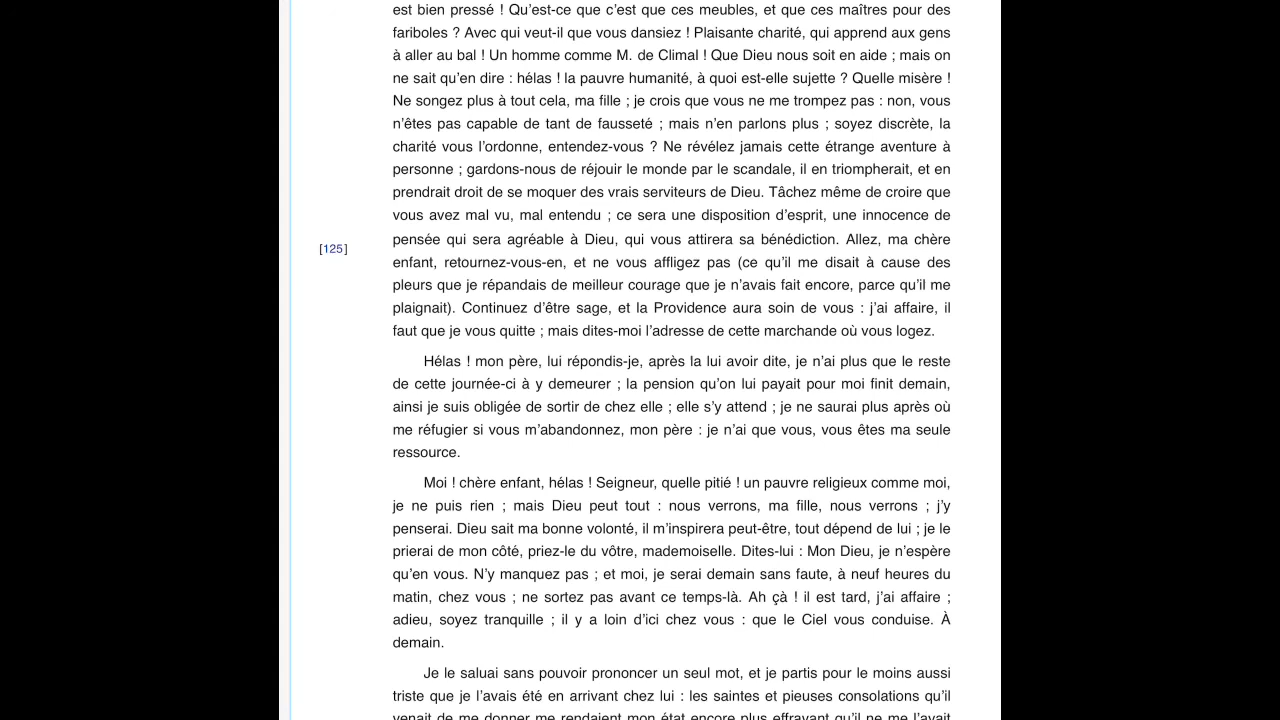 est bien pressé ! Qu’est-ce que c’est que ces meubles, et que ces maîtres pour des
fariboles ? Avec qui veut-il que vous dansiez ! Plaisante charité, qui apprend aux gens
à aller au bal ! Un homme comme M. de Climal ! Que Dieu nous soit en aide ; mais on
ne sait qu’en dire : hélas ! la pauvre humanité, à quoi est-elle sujette ? Quelle misère !
Ne songez plus à tout cela, ma fille ; je crois que vous ne me trompez pas : non, vous
n’êtes pas capable de tant de fausseté ; mais n’en parlons plus ; soyez discrète, la
charité vous l’ordonne, entendez-vous ? Ne révélez jamais cette étrange aventure à
personne ; gardons-nous de réjouir le monde par le scandale, il en triompherait, et en
prendrait droit de se moquer des vrais serviteurs de Dieu. Tâchez même de croire que
vous avez mal vu, mal entendu ; ce sera une disposition d’esprit, une innocence de
pensée qui sera agréable à Dieu, qui vous attirera sa bénédiction. Allez, ma chère
[125]
enfant, retournez-vous-en, et ne vous affligez pas (ce qu’il me disait à cause des
pleurs que je répandais de meilleur courage que je n’avais fait encore, parce qu’il me
plaignait). Continuez d’être sage, et la Providence aura soin de vous : j’ai affaire, il
faut que je vous quitte ; mais dites-moi l’adresse de cette marchande où vous logez.
Hélas ! mon père, lui répondis-je, après la lui avoir dite, je n’ai plus que le reste
de cette journée-ci à y demeurer ; la pension qu’on lui payait pour moi finit demain,
ainsi je suis obligée de sortir de chez elle ; elle s’y attend ; je ne saurai plus après où
me réfugier si vous m’abandonnez, mon père : je n’ai que vous, vous êtes ma seule
ressource.
Moi ! chère enfant, hélas ! Seigneur, quelle pitié ! un pauvre religieux comme moi,
je ne puis rien ; mais Dieu peut tout : nous verrons, ma fille, nous verrons ; j’y
penserai. Dieu sait ma bonne volonté, il m’inspirera peut-être, tout dépend de lui ; je le
prierai de mon côté, priez-le du vôtre, mademoiselle. Dites-lui : Mon Dieu, je n’espère
qu’en vous. N’y manquez pas ; et moi, je serai demain sans faute, à neuf heures du
matin, chez vous ; ne sortez pas avant ce temps-là. Ah çà ! il est tard, j’ai affaire ;
adieu, soyez tranquille ; il y a loin d’ici chez vous : que le Ciel vous conduise. À
demain.
Je le saluai sans pouvoir prononcer un seul mot, et je partis pour le moins aussi
triste que je l’avais été en arrivant chez lui : les saintes et pieuses consolations qu’il
venait de me donner me rendaient mon état encore plus effrayant qu’il ne me l’avait